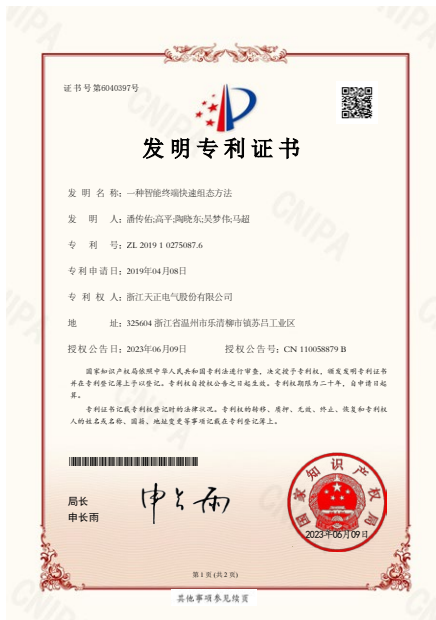 证书号第6040397号
发明专利证书
发 明 名 称：一种智能终端快速组态方法
发 明 人：潘传佑;高平;陶晓东;吴梦伟;马超
专 利 号：ZL 2019 1 0275087.6
专利申请日：2019年04月08日
专 利 权 人：浙江天正电气股份有限公司
地 址：325604 浙江省温州市乐清柳市镇苏吕工业区
授权公告日：2023年06月09日 授权公告号：CN 110058879 B
国家知识产权局依照中华人民共和国专利法进行审查，决定授予专利权，颁发发明专利证书
并在专利登记簿上予以登记。专利权自授权公告之日起生效。专利权期限为二十年，自申请日起
算。
专利证书记载专利权登记时的法律状况。专利权的转移、质押、无效、终止、恢复和专利权
人的姓名或名称、国籍、地址变更等事项记载在专利登记簿上。
局长
申长雨
申长雨
国家知识产权局
2023年06月09日
第 1 页 (共 2 页)
其他事项参见续页
CNIPA